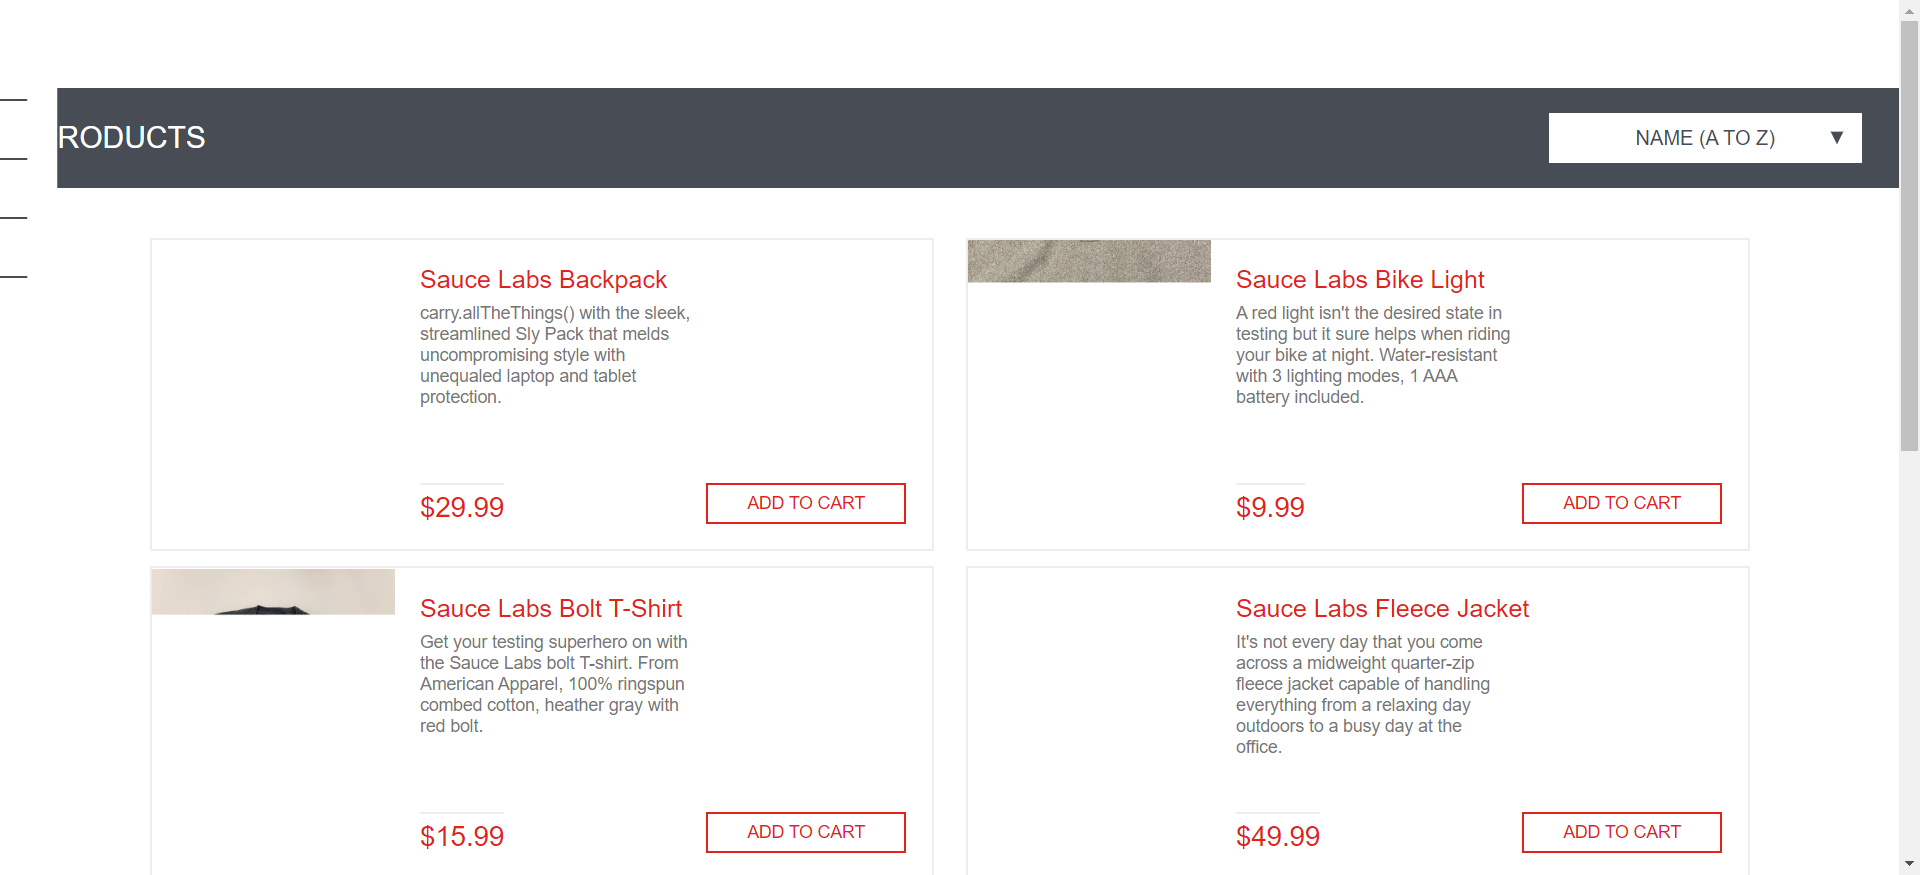 RODUCTS
NAME (A TO Z)
Sauce Labs Backpack
carry.allTheThings() with the sleek,
streamlined Sly Pack that melds
uncompromising style with
unequaled laptop and tablet
protection.
$29.99
ADD TO CART
Sauce Labs Bike Light
A red light isn't the desired state in
testing but it sure helps when riding
your bike at night. Water-resistant
with 3 lighting modes, 1 AAA
battery included.
$9.99
ADD TO CART
Sauce Labs Bolt T-Shirt
Get your testing superhero on with
the Sauce Labs bolt T-shirt. From
American Apparel, 100% ringspun
combed cotton, heather gray with
red bolt.
$15.99
ADD TO CART
Sauce Labs Fleece Jacket
It's not every day that you come
across a midweight quarter-zip
fleece jacket capable of handling
everything from a relaxing day
outdoors to a busy day at the
office.
$49.99
ADD TO CART